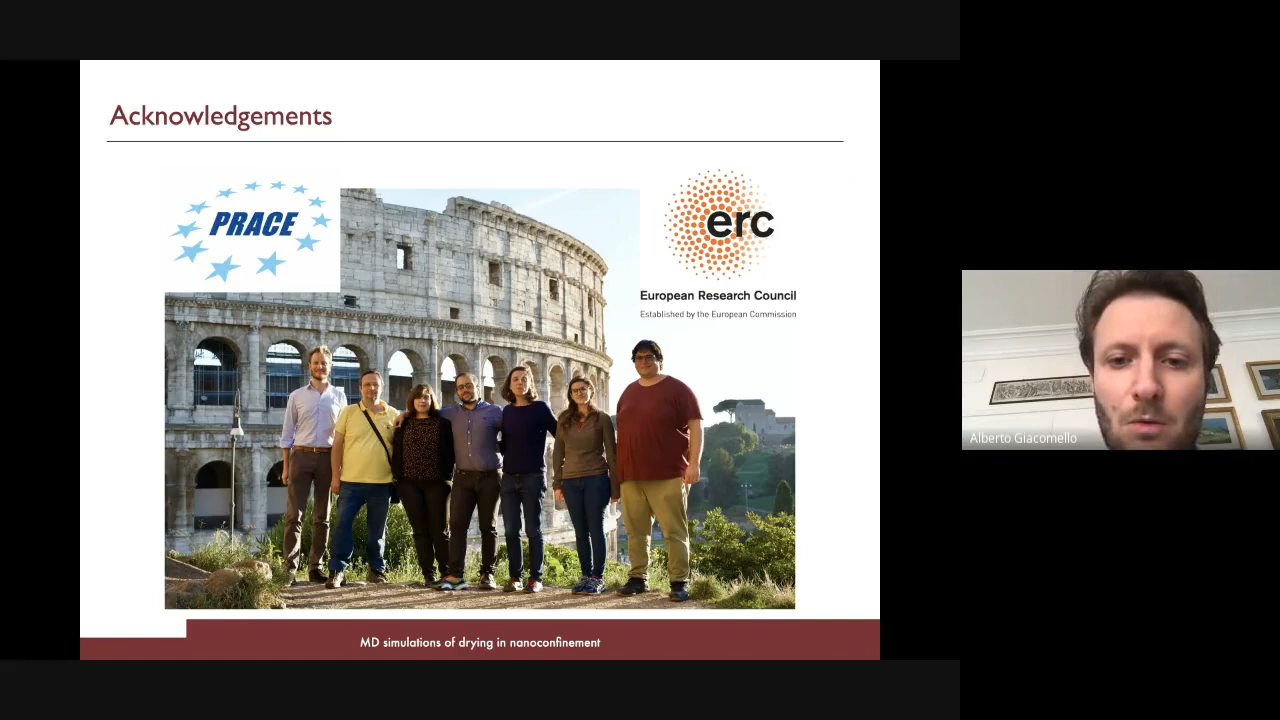 Acknowledgements
PRACE
erc
European Research Council
Established by the European Commission
MD simulations of drying in nanoconfinement
Alberto Giacomello